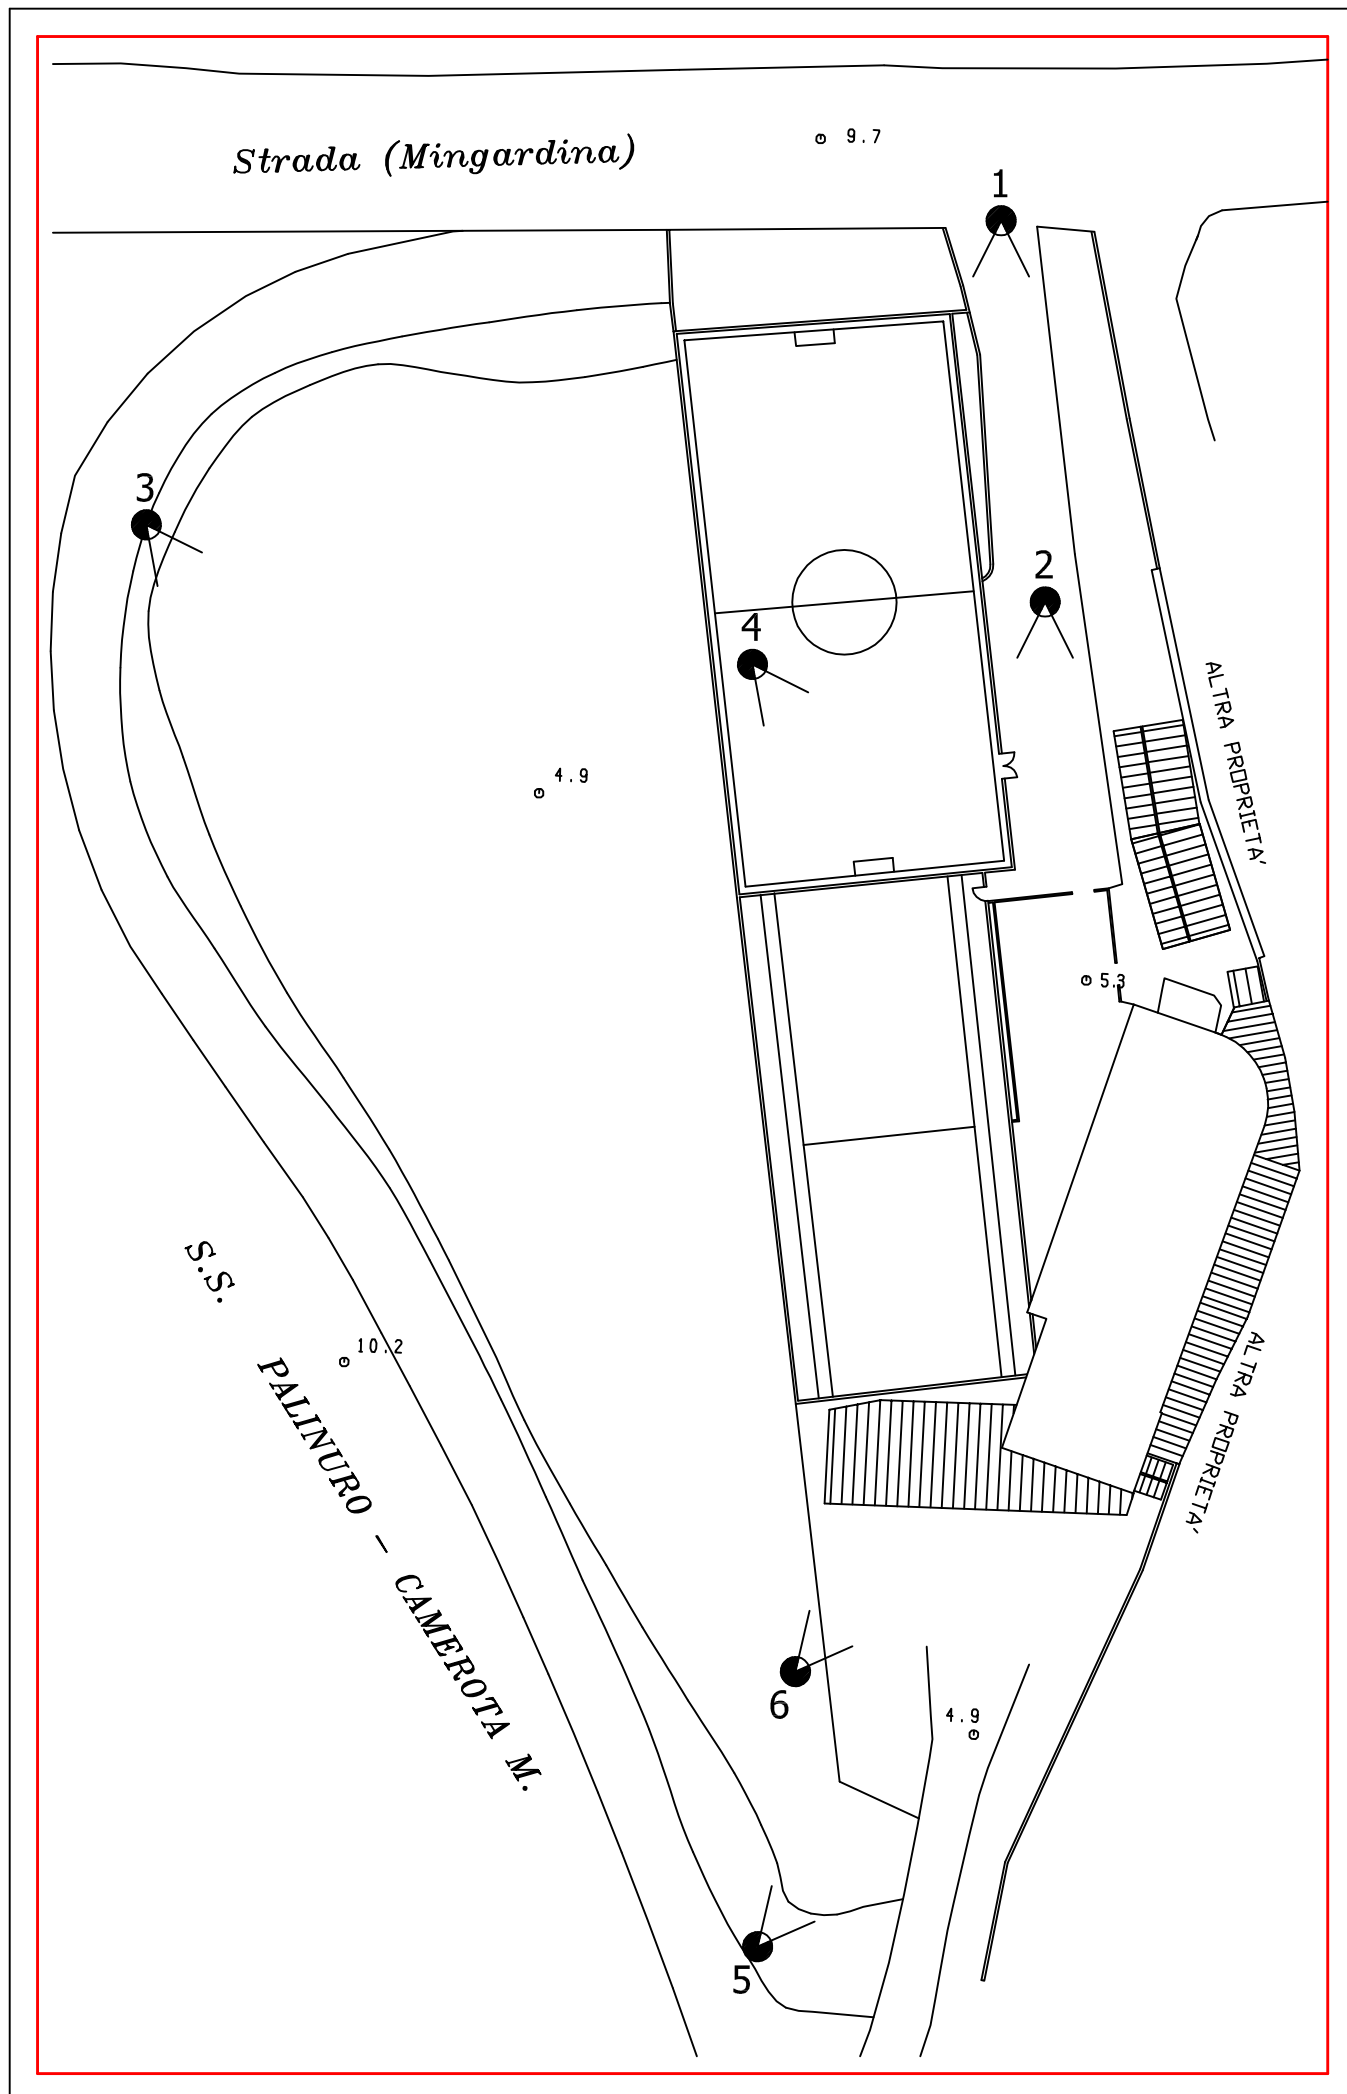 Strada (Mingardina)
9.7
1
3
2
4
ALTRA PROPRIETA'
4.9
5.3
S.S. PALINURO - CAMEROTA M.
10.2
ALTRA PROPRIETA'
6
4.9
5